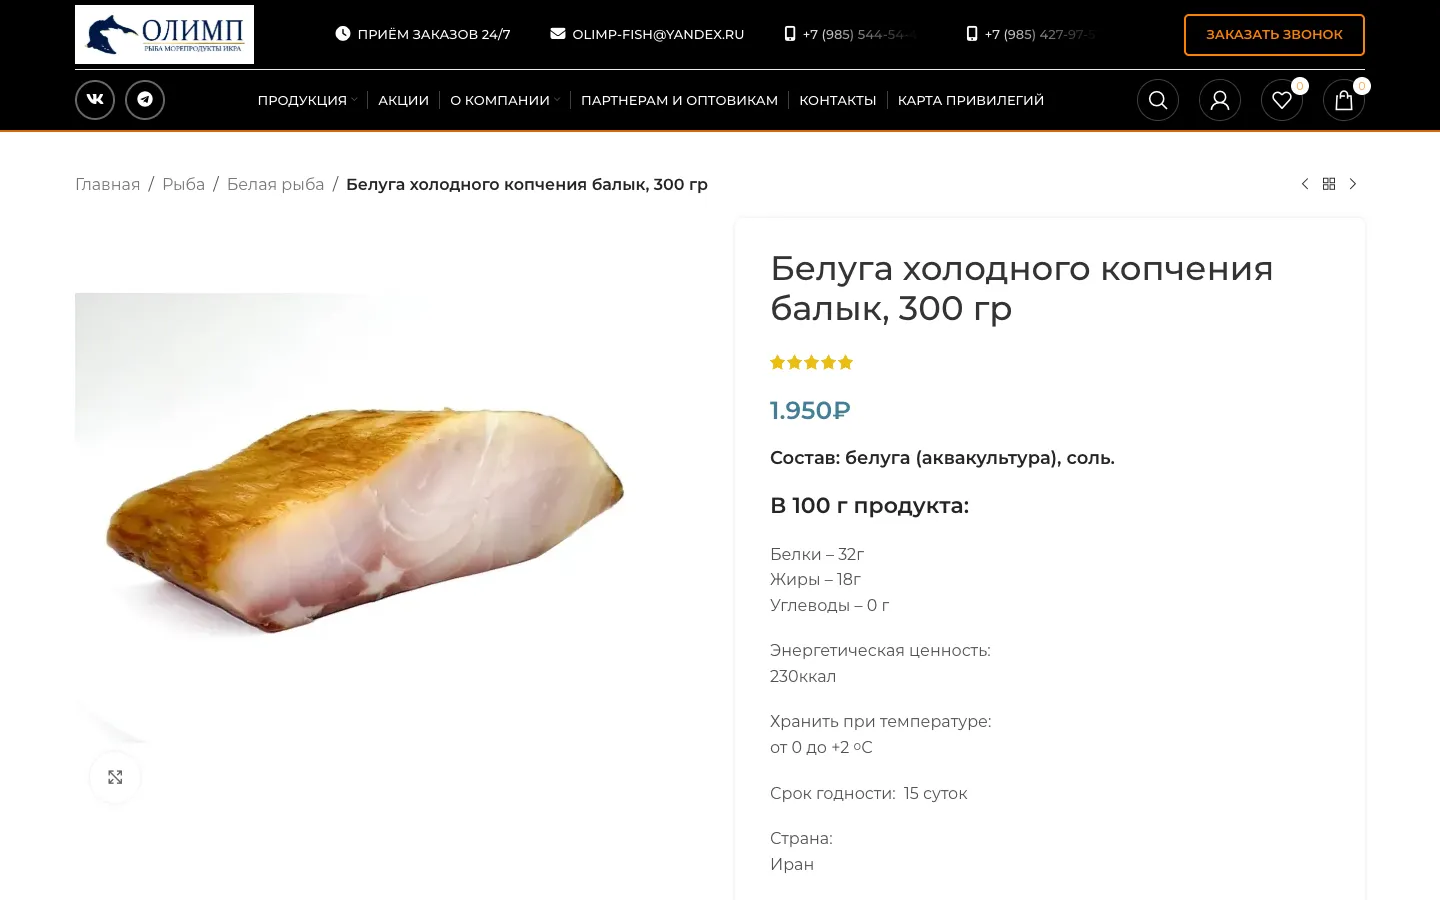 ОЛИМП
РЫБА МОРЕПРОДУКТЫ ИКРА
ПРИЁМ ЗАКАЗОВ 24/7
OLIMP-FISH@YANDEX.RU
+7 (985) 544-54-
+7 (985) 427-97-5
ЗАКАЗАТЬ ЗВОНОК
ПРОДУКЦИЯ
АКЦИИ
О КОМПАНИИ
ПАРТНЕРАМ И ОПТОВИКАМ
КОНТАКТЫ
КАРТА ПРИВИЛЕГИЙ
0
0
Главная / Рыба / Белая рыба / Белуга холодного копчения балык, 300 гр
Белуга холодного копчения
балык, 300 гр
1.950₽
Состав: белуга (аквакультура), соль.
В 100 г продукта:
Белки – 32г
Жиры – 18г
Углеводы – 0 г
Энергетическая ценность:
230ккал
Хранить при температуре:
от 0 до +2 ºС
Срок годности:  15 суток
Страна:
Иран